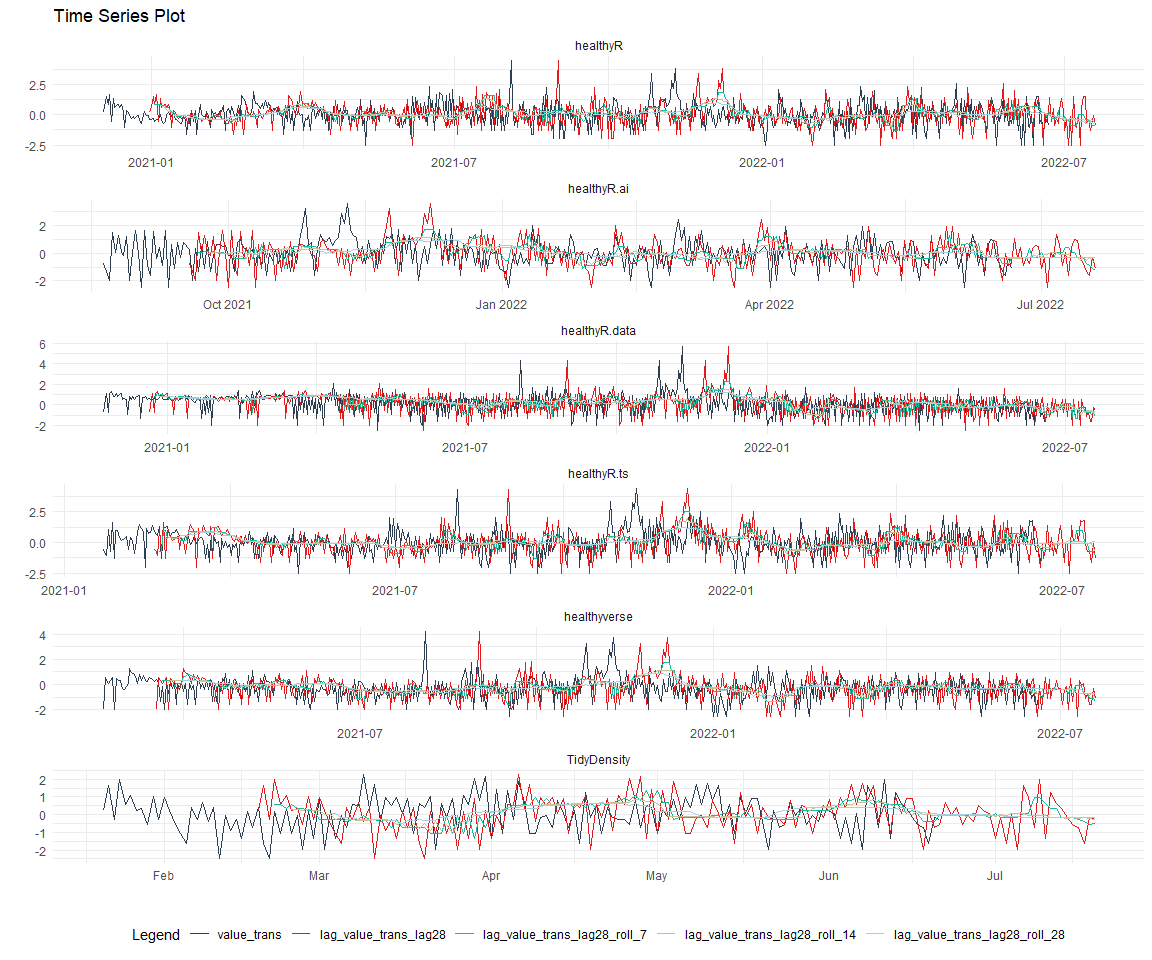 Time Series Plot
healthyR
2.5
0.0
-2.5
2021-01 2021-07 2022-01 2022-07
healthyR.ai
2
0
-2
Oct 2021 Jan 2022 Apr 2022 Jul 2022
healthyR.data
6
4
2
0
-2
2021-01 2021-07 2022-01 2022-07
healthyR.ts
2.5
0.0
-2.5
2021-01 2021-07 2022-01 2022-07
healthyverse
4
2
0
-2
2021-07 2022-01 2022-07
TidyDensity
2
1
0
-1
-2
Feb Mar Apr May Jun Jul
Legend value_trans lag_value_trans_lag28 lag_value_trans_lag28_roll_7 lag_value_trans_lag28_roll_14 lag_value_trans_lag28_roll_28